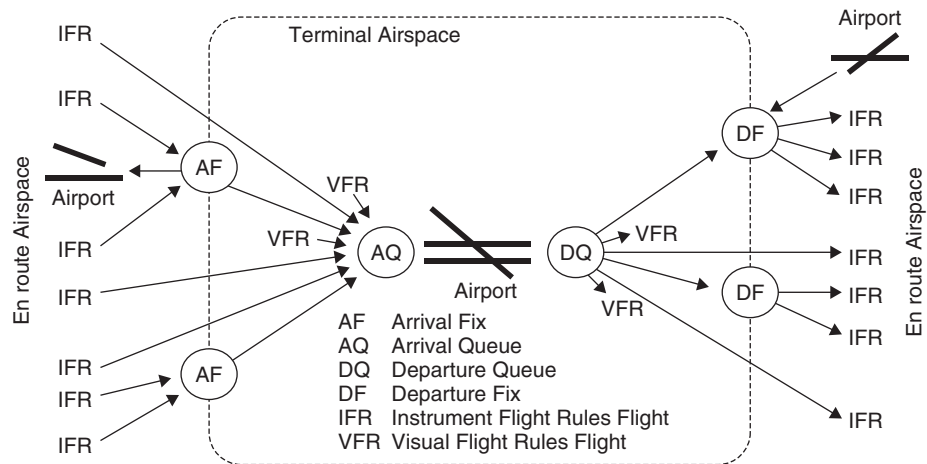 Terminal Airspace
Airport
IFR
IFR
AF
Airport
IFR
IFR
IFR
IFR
AF
IFR
En route Airspace
VFR
VFR
AQ
Airport
DQ
VFR
VFR
DF
DF
IFR
IFR
IFR
IFR
IFR
IFR
IFR
En route Airspace
AF Arrival Fix
AQ Arrival Queue
DQ Departure Queue
DF Departure Fix
IFR Instrument Flight Rules Flight
VFR Visual Flight Rules Flight